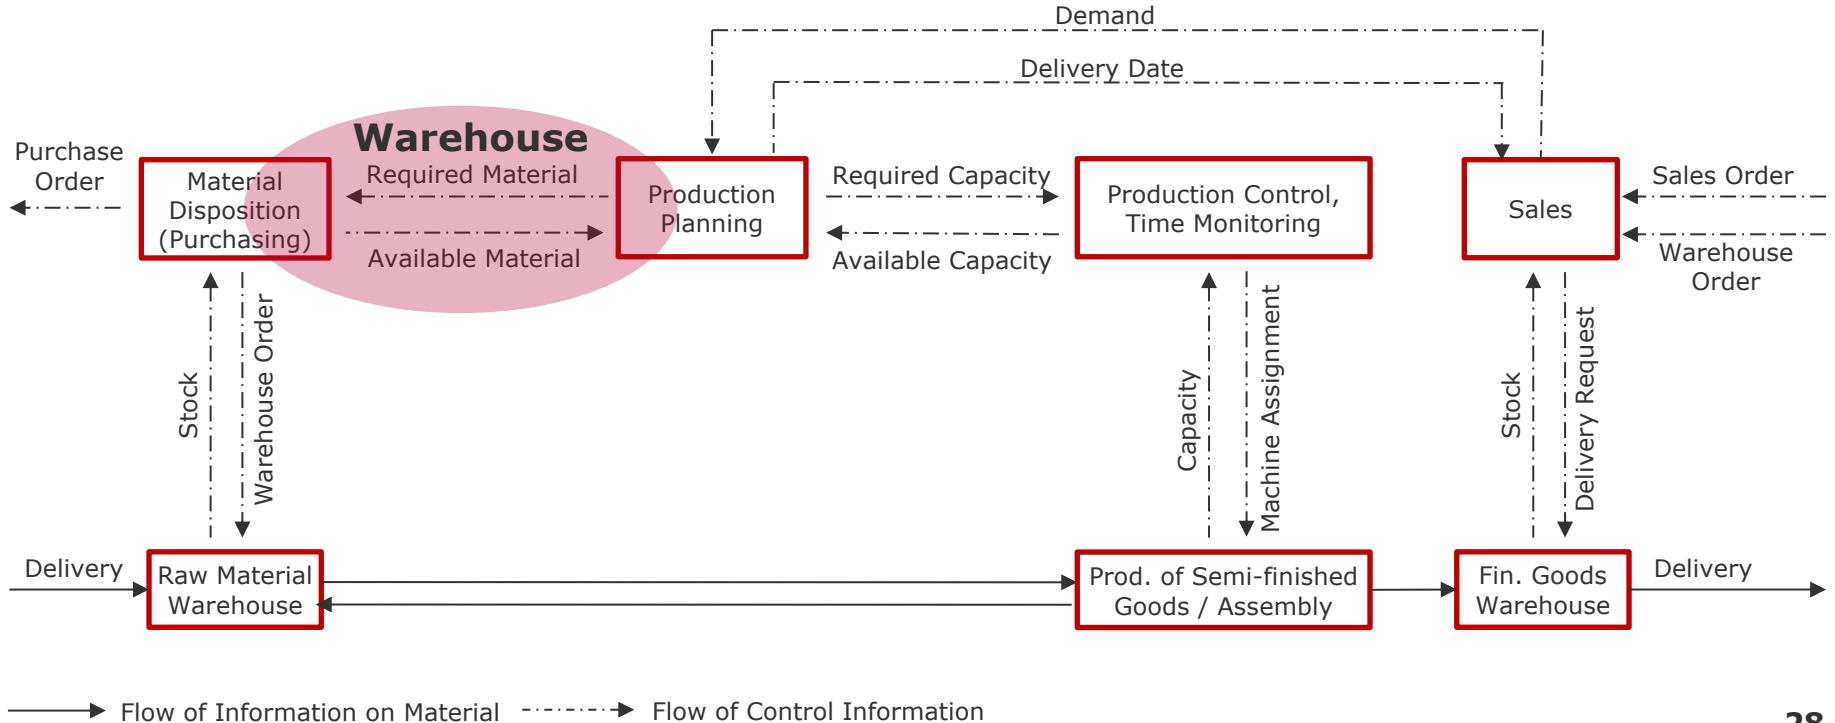 Demand
Delivery Date
Warehouse
Purchase
Order
Material
Disposition
(Purchasing)
Required Material
Available Material
Production
Planning
Required Capacity
Available Capacity
Production Control,
Time Monitoring
Sales
Sales Order
Warehouse
Order
Stock
Warehouse Order
Capacity
Machine Assignment
Stock
Delivery Request
Delivery
Raw Material
Warehouse
Prod. of Semi-finished
Goods / Assembly
Fin. Goods
Warehouse
Delivery
Flow of Information on Material
Flow of Control Information
28